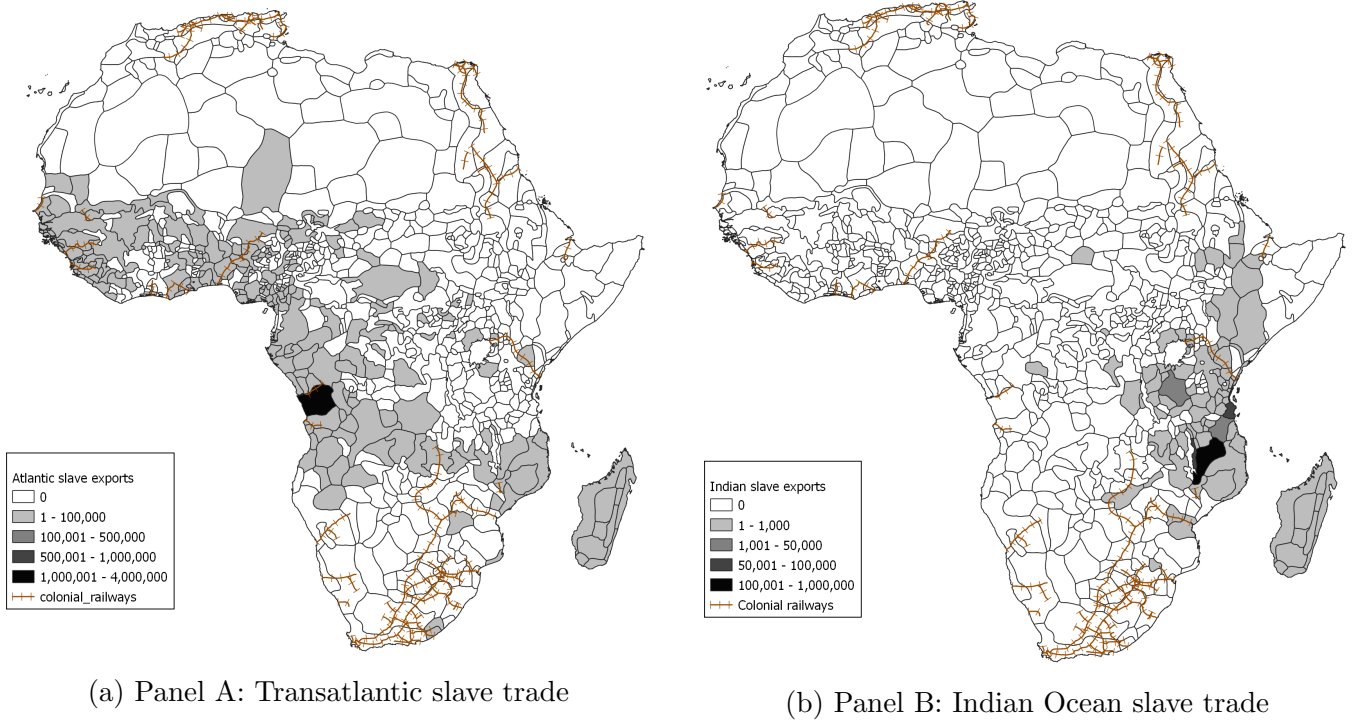 Atlantic slave exports
0
1 - 100,000
100,001 - 500,000
500,001 - 1,000,000
1,000,001 - 4,000,000
colonial_railways
Indian slave exports
0
1 - 1,000
1,001 - 50,000
50,001 - 100,000
100,001 - 1,000,000
Colonial railways
(a) Panel A: Transatlantic slave trade
(b) Panel B: Indian Ocean slave trade